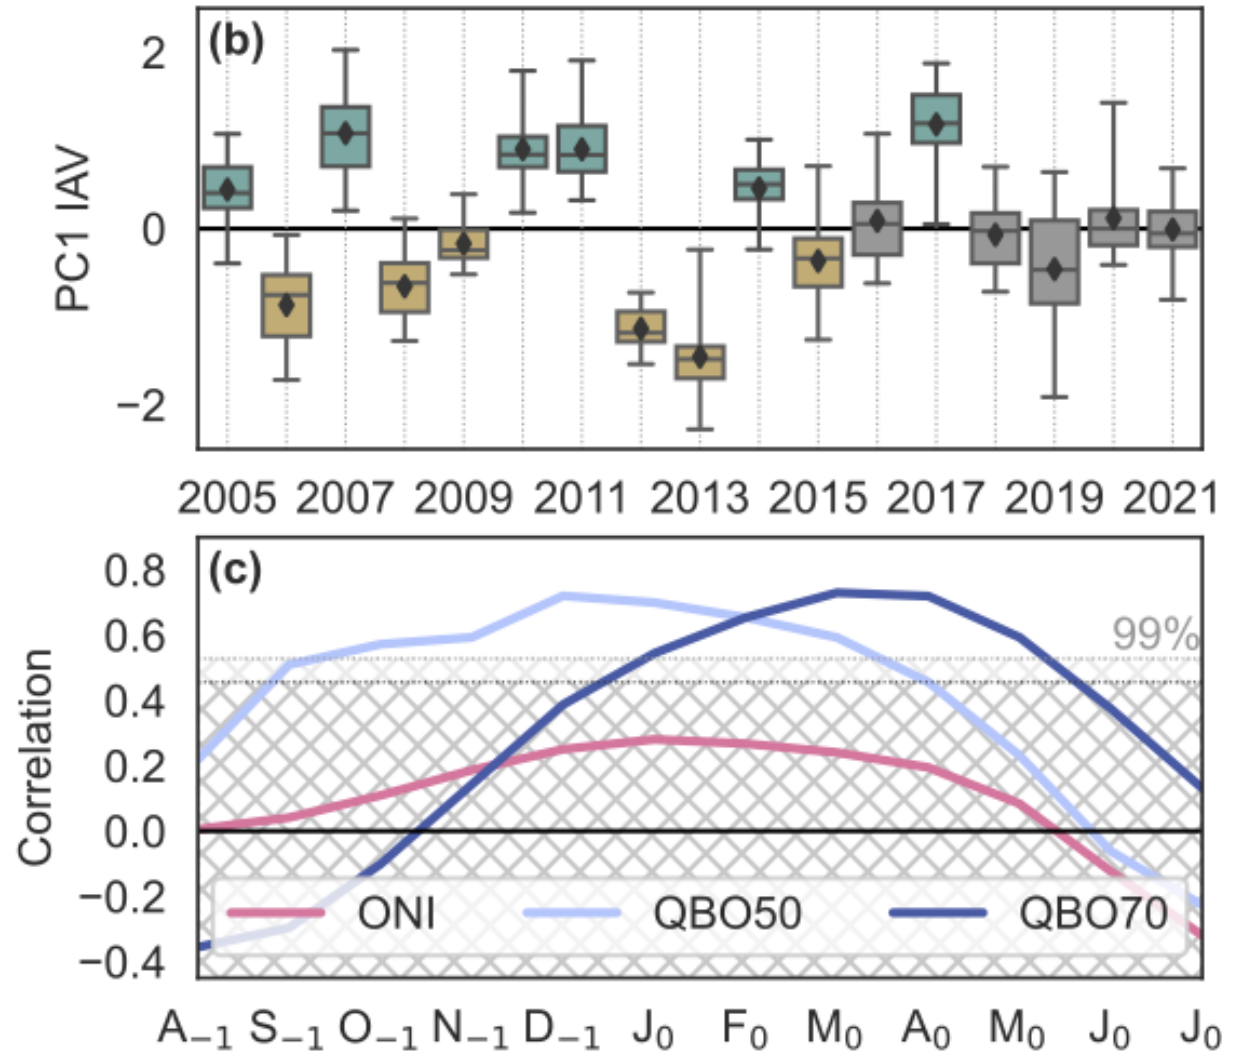 (b)
PC1 IAV
2
0
−2
2005 2007 2009 2011 2013 2015 2017 2019 2021
(c)
99%
Correlation
0.8
0.6
0.4
0.2
0.0
−0.2
−0.4
ONI QBO50 QBO70
A₋₁ S₋₁ O₋₁ N₋₁ D₋₁ J₀ F₀ M₀ A₀ M₀ J₀ J₀